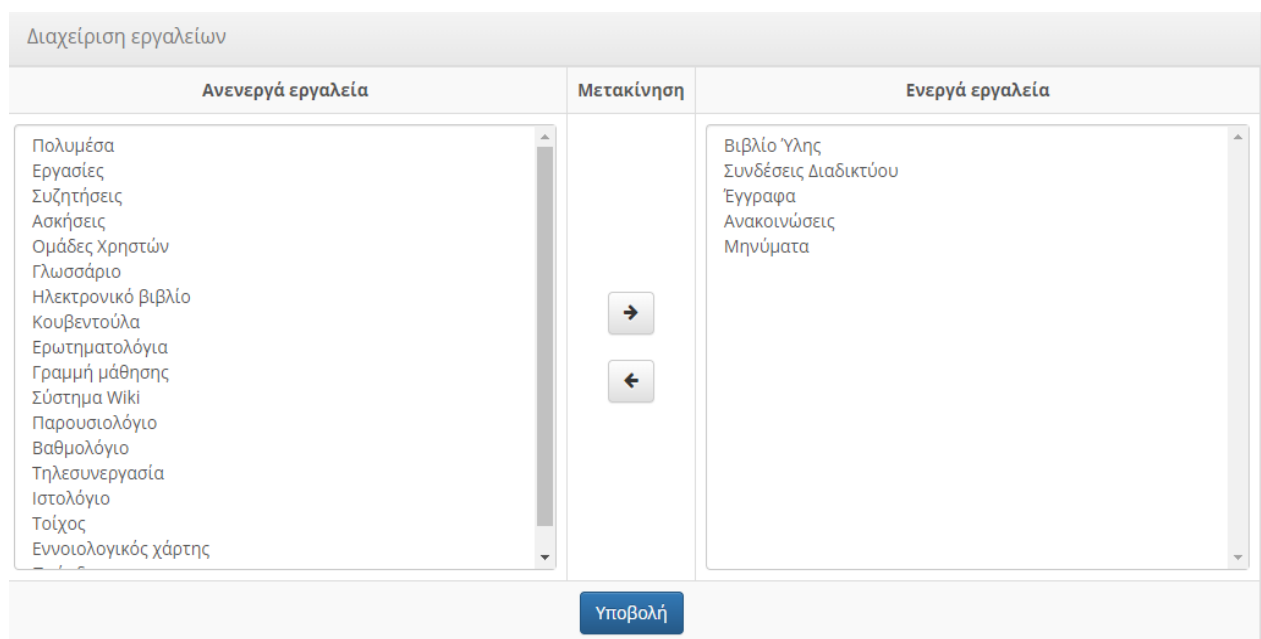 Διαχείριση εργαλείων
Ανενεργά εργαλεία
Μετακίνηση
Ενεργά εργαλεία
Πολυμέσα
Εργασίες
Συζητήσεις
Ασκήσεις
Ομάδες Χρηστών
Γλωσσάριο
Ηλεκτρονικό βιβλίο
Κουβεντούλα
Ερωτηματολόγια
Γραμμή μάθησης
Σύστημα Wiki
Παρουσιολόγιο
Βαθμολόγιο
Τηλεσυνεργασία
Ιστολόγιο
Τοίχος
Εννοιολογικός χάρτης
Βιβλίο Ύλης
Συνδέσεις Διαδικτύου
Έγγραφα
Ανακοινώσεις
Μηνύματα
Υποβολή